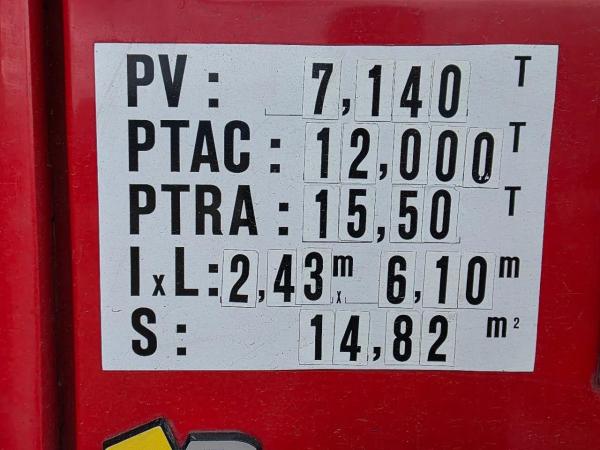 PV : 7,140 T
PTAC : 12,000 T
PTRA : 15,50 T
IxL : 2,43 m x 6,10 m
S : 14,82 m²